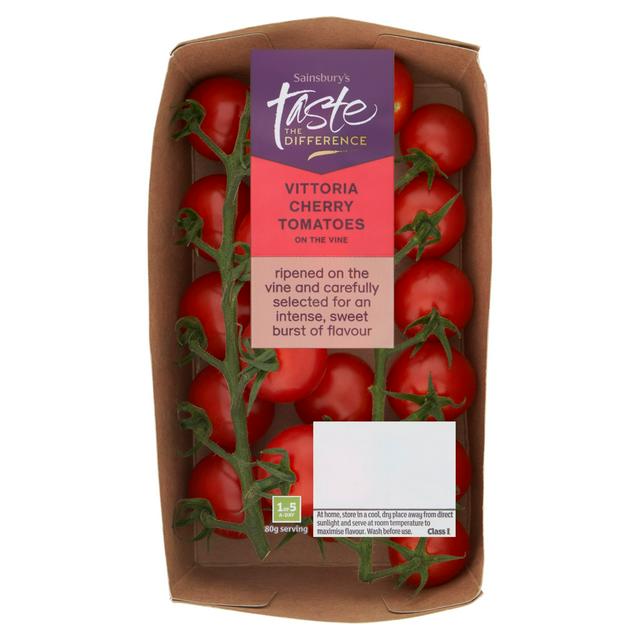 Sainsbury's
taste
THE
DIFFERENCE
VITTORIA
CHERRY
TOMATOES
ON THE VINE
ripened on the
vine and carefully
selected for an
intense, sweet
burst of flavour
1 OF 5
A-DAY
80g serving
At home, store in a cool, dry place away from direct
sunlight and serve at room temperature to
maximise flavour. Wash before use. Class I